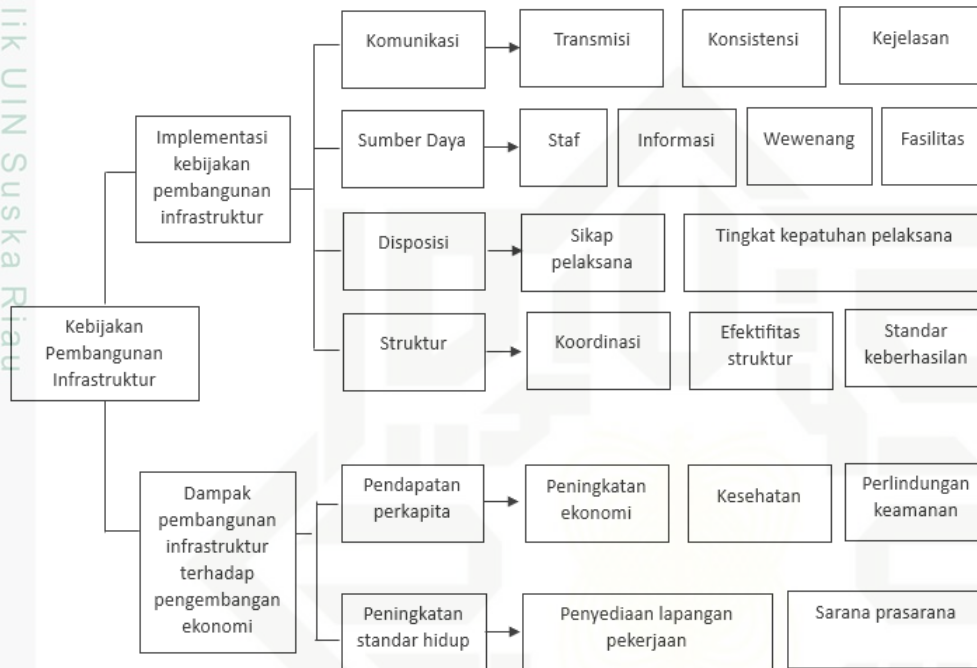 lik UIN Suska Riau
Komunikasi
Transmisi
Konsistensi
Kejelasan
Implementasi
kebijakan
pembangunan
infrastruktur
Sumber Daya
Staf
Informasi
Wewenang
Fasilitas
Disposisi
Sikap
pelaksana
Tingkat kepatuhan pelaksana
Kebijakan
Pembangunan
Infrastruktur
Struktur
Koordinasi
Efektifitas
struktur
Standar
keberhasilan
Dampak
pembangunan
infrastruktur
terhadap
pengembangan
ekonomi
Pendapatan
perkapita
Peningkatan
ekonomi
Kesehatan
Perlindungan
keamanan
Peningkatan
standar hidup
Penyediaan lapangan
pekerjaan
Sarana prasarana